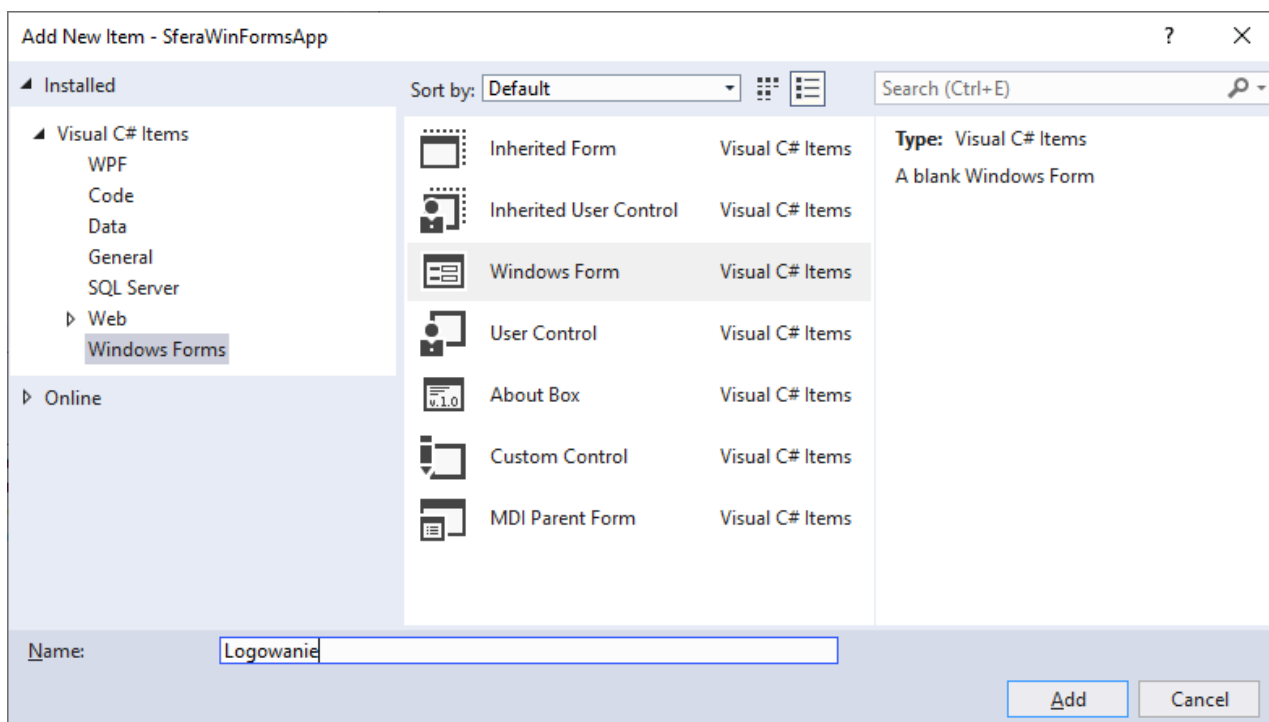 Add New Item - SferaWinFormsApp
?
Installed
Sort by: Default
Search (Ctrl+E)
Visual C# Items
WPF
Code
Data
General
SQL Server
Web
Windows Forms
Online
Inherited Form Visual C# Items
Inherited User Control Visual C# Items
Windows Form Visual C# Items
User Control Visual C# Items
v.1.0
About Box Visual C# Items
Custom Control Visual C# Items
MDI Parent Form Visual C# Items
Type: Visual C# Items
A blank Windows Form
Name: Logowanie
Add Cancel